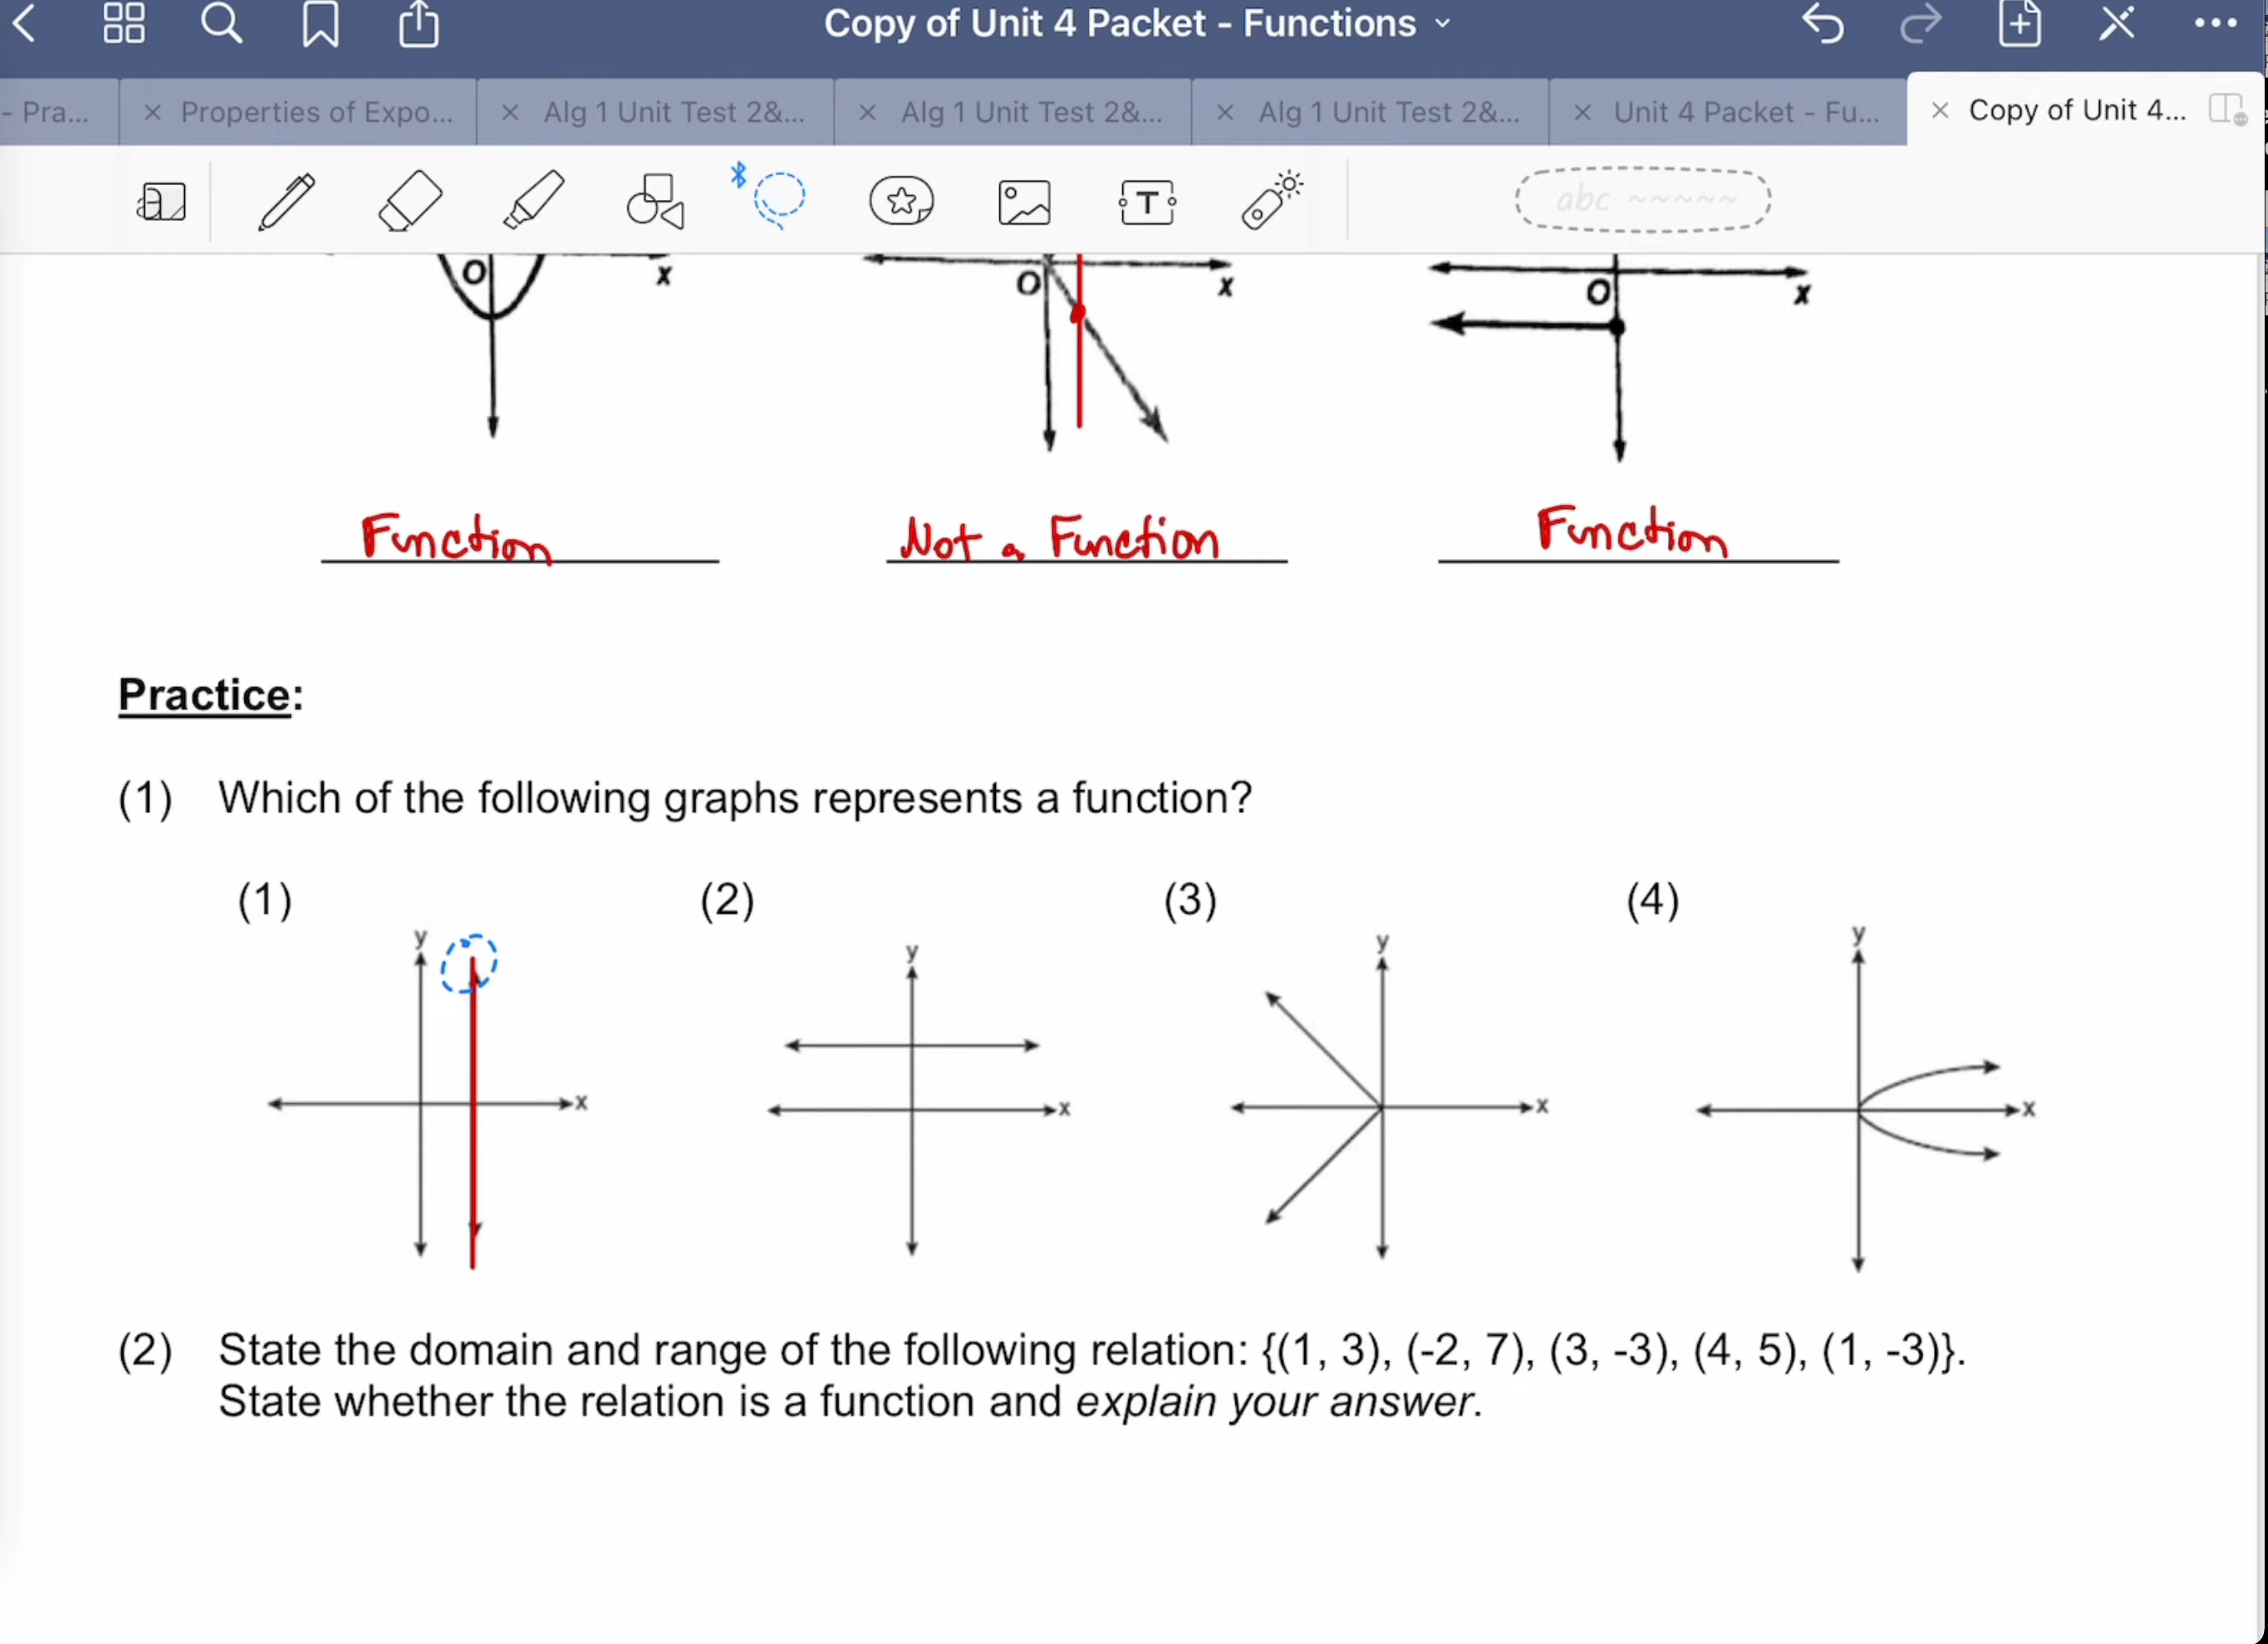 Copy of Unit 4 Packet - Functions
- Pra... × Properties of Expo... × Alg 1 Unit Test 2&... × Alg 1 Unit Test 2&... × Alg 1 Unit Test 2&... × Unit 4 Packet - Fu... × Copy of Unit 4...
a T abc
O x O x O x
Function Not a Function Function
Practice:
(1) Which of the following graphs represents a function?
(1) (2) (3) (4)
y y y y
x x x x
(2) State the domain and range of the following relation: {(1, 3), (-2, 7), (3, -3), (4, 5), (1, -3)}.
State whether the relation is a function and explain your answer.